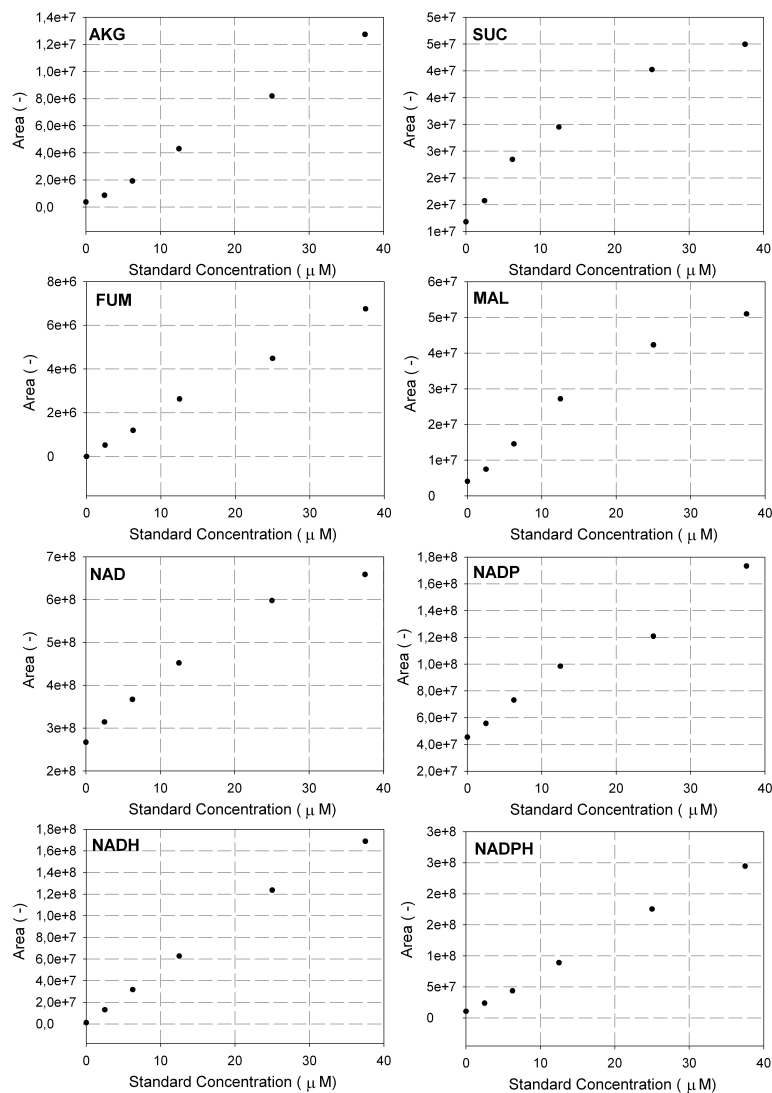 AKG
1,4e+7
1,2e+7
1,0e+7
8,0e+6
6,0e+6
4,0e+6
2,0e+6
0,0
Area ( -)
0 10 20 30 40
Standard Concentration ( μ M)
SUC
5e+7
5e+7
4e+7
4e+7
3e+7
3e+7
2e+7
2e+7
1e+7
Area ( -)
0 10 20 30 40
Standard Concentration ( μ M)
FUM
8e+6
6e+6
4e+6
2e+6
0
Area ( -)
0 10 20 30 40
Standard Concentration ( μ M)
MAL
6e+7
5e+7
4e+7
3e+7
2e+7
1e+7
0
Area ( -)
0 10 20 30 40
Standard Concentration ( μ M)
NAD
7e+8
6e+8
5e+8
4e+8
3e+8
2e+8
Area ( -)
0 10 20 30 40
Standard Concentration ( μ M)
NADP
1,8e+8
1,6e+8
1,4e+8
1,2e+8
1,0e+8
8,0e+7
6,0e+7
4,0e+7
2,0e+7
Area ( -)
0 10 20 30 40
Standard Concentration ( μ M)
NADH
1,8e+8
1,6e+8
1,4e+8
1,2e+8
1,0e+8
8,0e+7
6,0e+7
4,0e+7
2,0e+7
0,0
Area ( -)
0 10 20 30 40
Standard Concentration ( μ M)
NADPH
3e+8
3e+8
2e+8
2e+8
1e+8
5e+7
0
Area ( -)
0 10 20 30 40
Standard Concentration ( μ M)